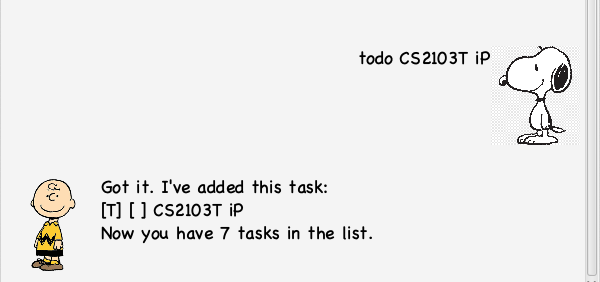 todo CS2103T iP
Got it. I've added this task:
[T] [ ] CS2103T iP
Now you have 7 tasks in the list.